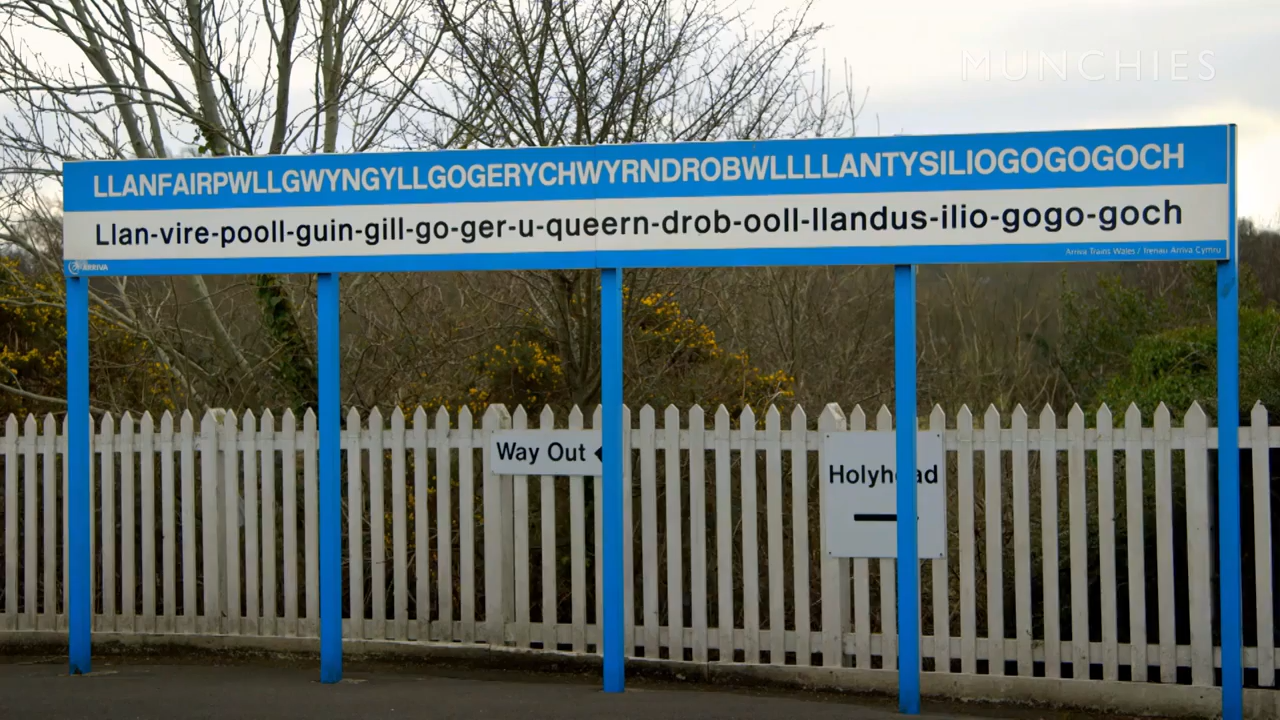 MUNCHIES
LLANFAIRPWLLGWYNGYLLGOGERYCHWYRNDROBWLLLLANTYSILIOGOGOGOCH
Llan-vire-pooll-guin-gill-go-ger-u-queern-drob-ooll-llandus-ilio-gogo-goch
ARRIVA
Arriva Trains Wales / Trenau Arriva Cymru
Way Out
Holyhead